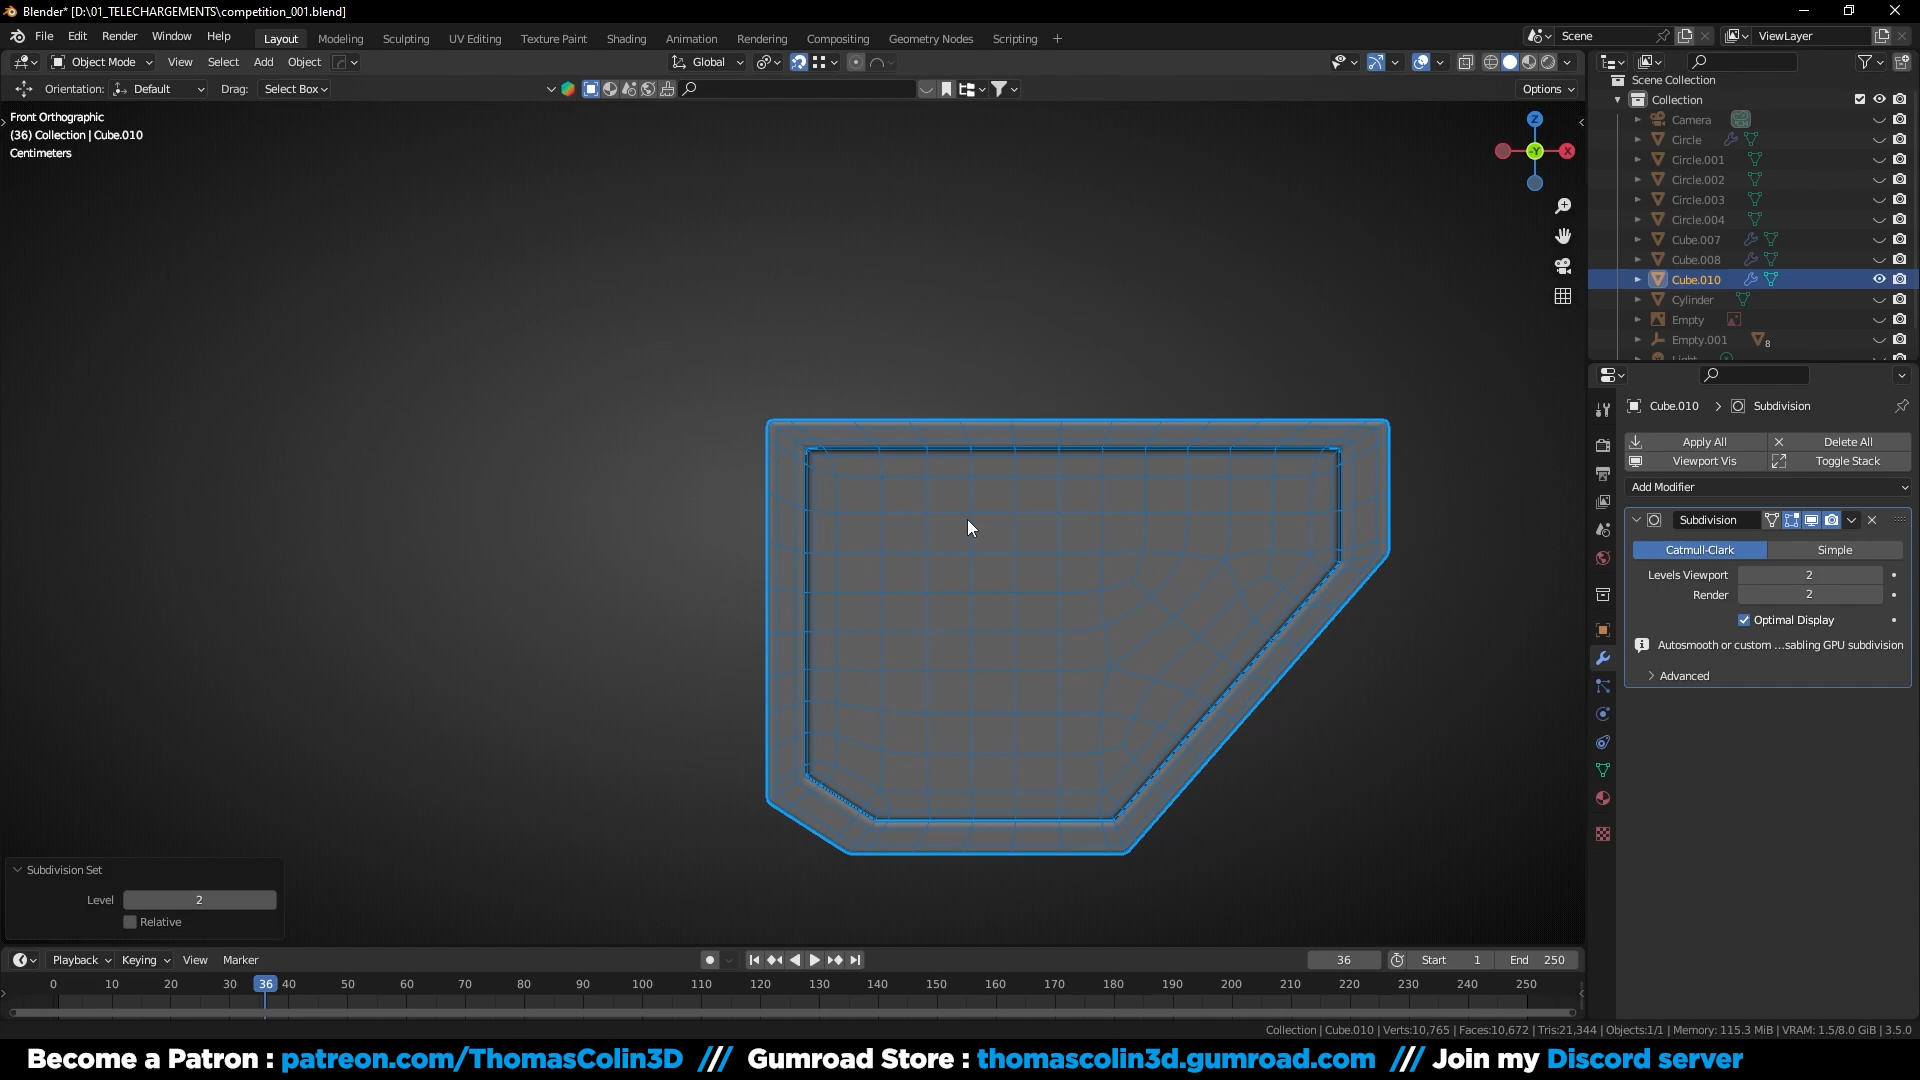 Blender* [D:\01_TELECHARGEMENTS\competition_001.blend]
File Edit Render Window Help Layout Modeling Sculpting UV Editing Texture Paint Shading Animation Rendering Compositing Geometry Nodes Scripting +
Scene ViewLayer
Object Mode View Select Add Object Global
Orientation: Default Drag: Select Box Options
Front Orthographic
(36) Collection | Cube.010
Centimeters
Z
-Y X
Scene Collection
Collection
Camera
Circle
Circle.001
Circle.002
Circle.003
Circle.004
Cube.007
Cube.008
Cube.010
Cylinder
Empty
Empty.001 8
Light
Cube.010 > Subdivision
Apply All Delete All
Viewport Vis Toggle Stack
Add Modifier
Subdivision
Catmull-Clark Simple
Levels Viewport 2
Render 2
Optimal Display
Autosmooth or custom ...sabling GPU subdivision
Advanced
Subdivision Set
Level 2
Relative
Playback Keying View Marker 36 Start 1 End 250
0 10 20 30 36 40 50 60 70 80 90 100 110 120 130 140 150 160 170 180 190 200 210 220 230 240 250
Collection | Cube.010 | Verts:10,765 | Faces:10,672 | Tris:21,344 | Objects:1/1 | Memory: 115.3 MiB | VRAM: 1.5/8.0 GiB | 3.5.0
Become a Patron : patreon.com/ThomasColin3D /// Gumroad Store : thomascolin3d.gumroad.com /// Join my Discord server